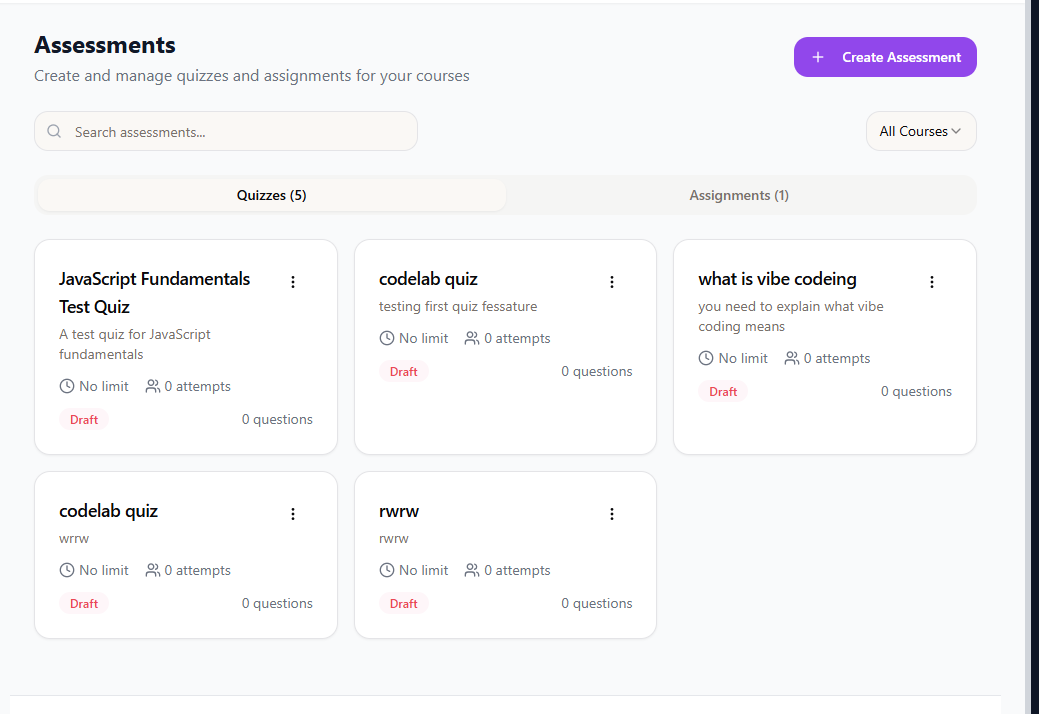 Assessments
Create and manage quizzes and assignments for your courses
Create Assessment
Search assessments...
All Courses
Quizzes (5)
Assignments (1)
JavaScript Fundamentals
Test Quiz
A test quiz for JavaScript
fundamentals
No limit 0 attempts
Draft 0 questions
codelab quiz
testing first quiz fessature
No limit 0 attempts
Draft 0 questions
what is vibe codeing
you need to explain what vibe
coding means
No limit 0 attempts
Draft 0 questions
codelab quiz
wrrw
No limit 0 attempts
Draft 0 questions
rwrw
rwrw
No limit 0 attempts
Draft 0 questions